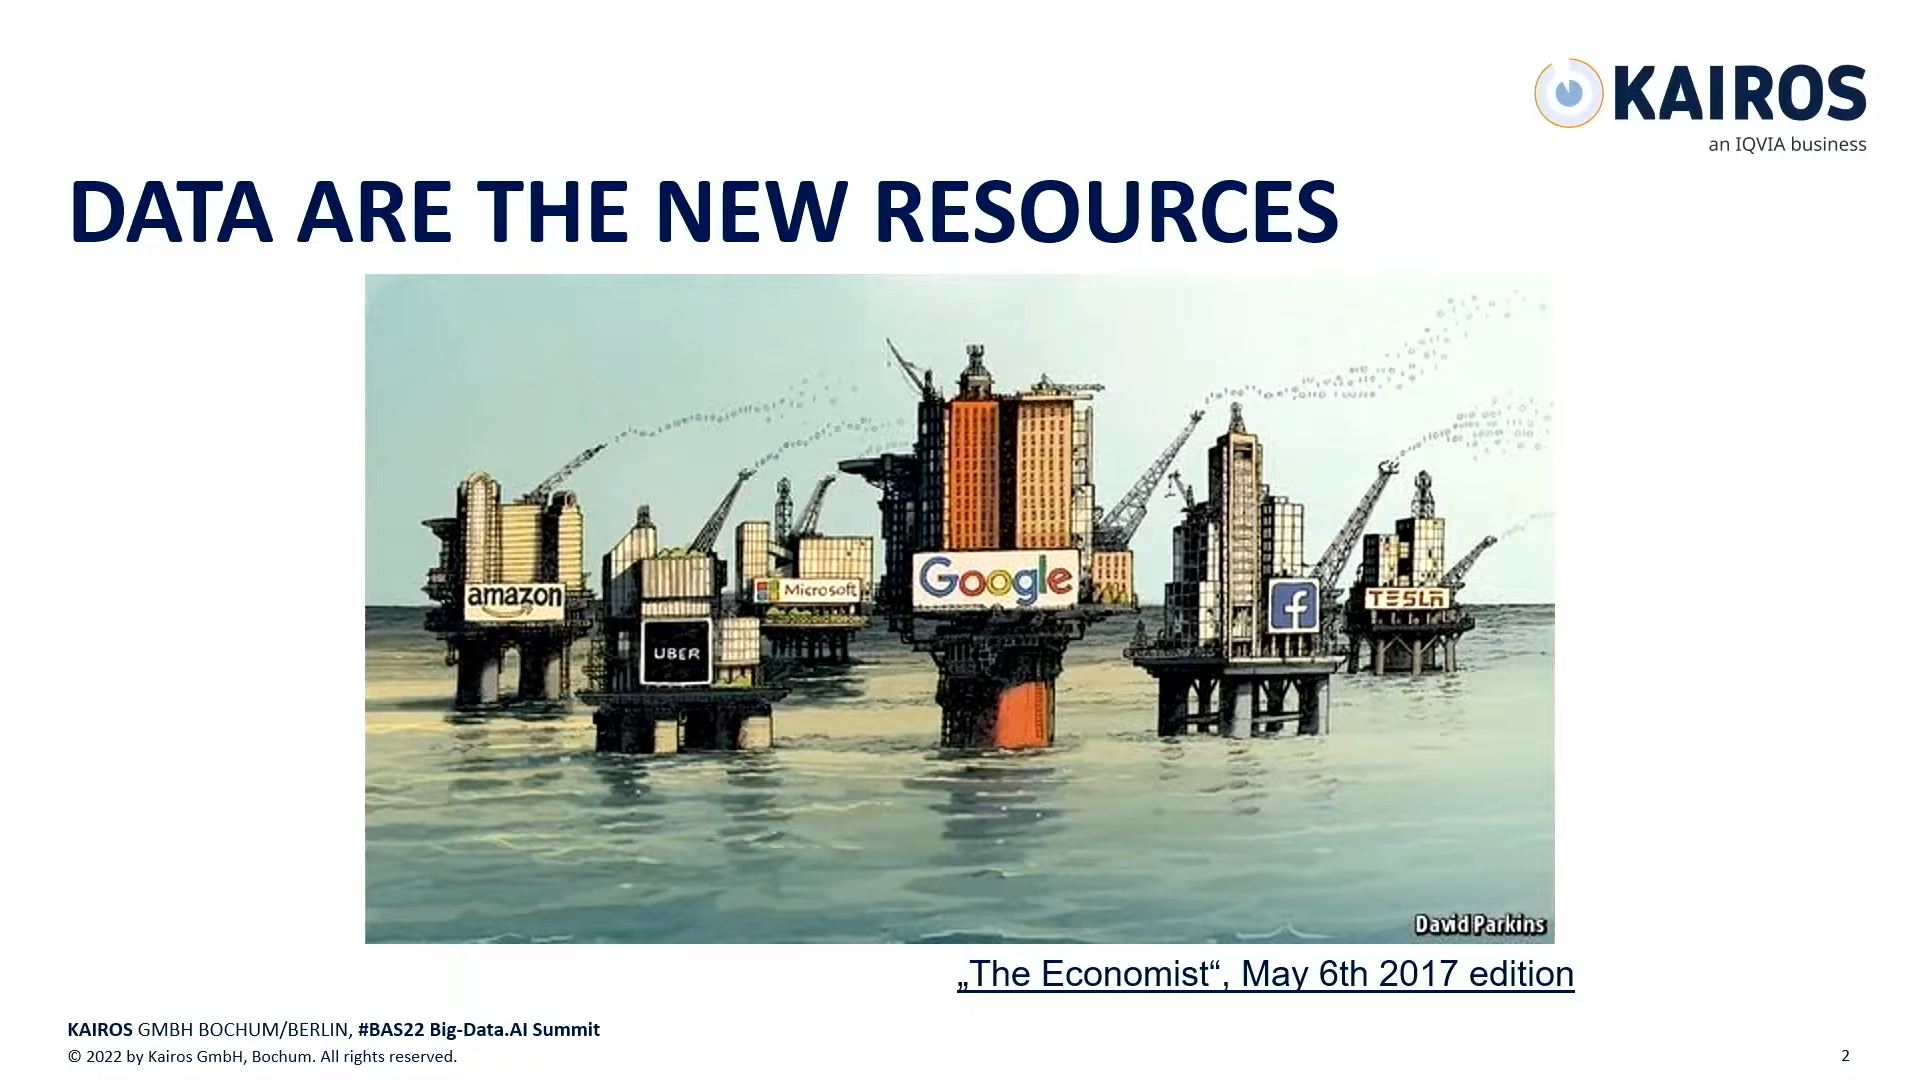 KAIROS
an IQVIA business
DATA ARE THE NEW RESOURCES
amazon
UBER
Microsoft
Google
f
TESLA
David Parkins
„The Economist“, May 6th 2017 edition
KAIROS GMBH BOCHUM/BERLIN, #BAS22 Big-Data.AI Summit
© 2022 by Kairos GmbH, Bochum. All rights reserved.
2